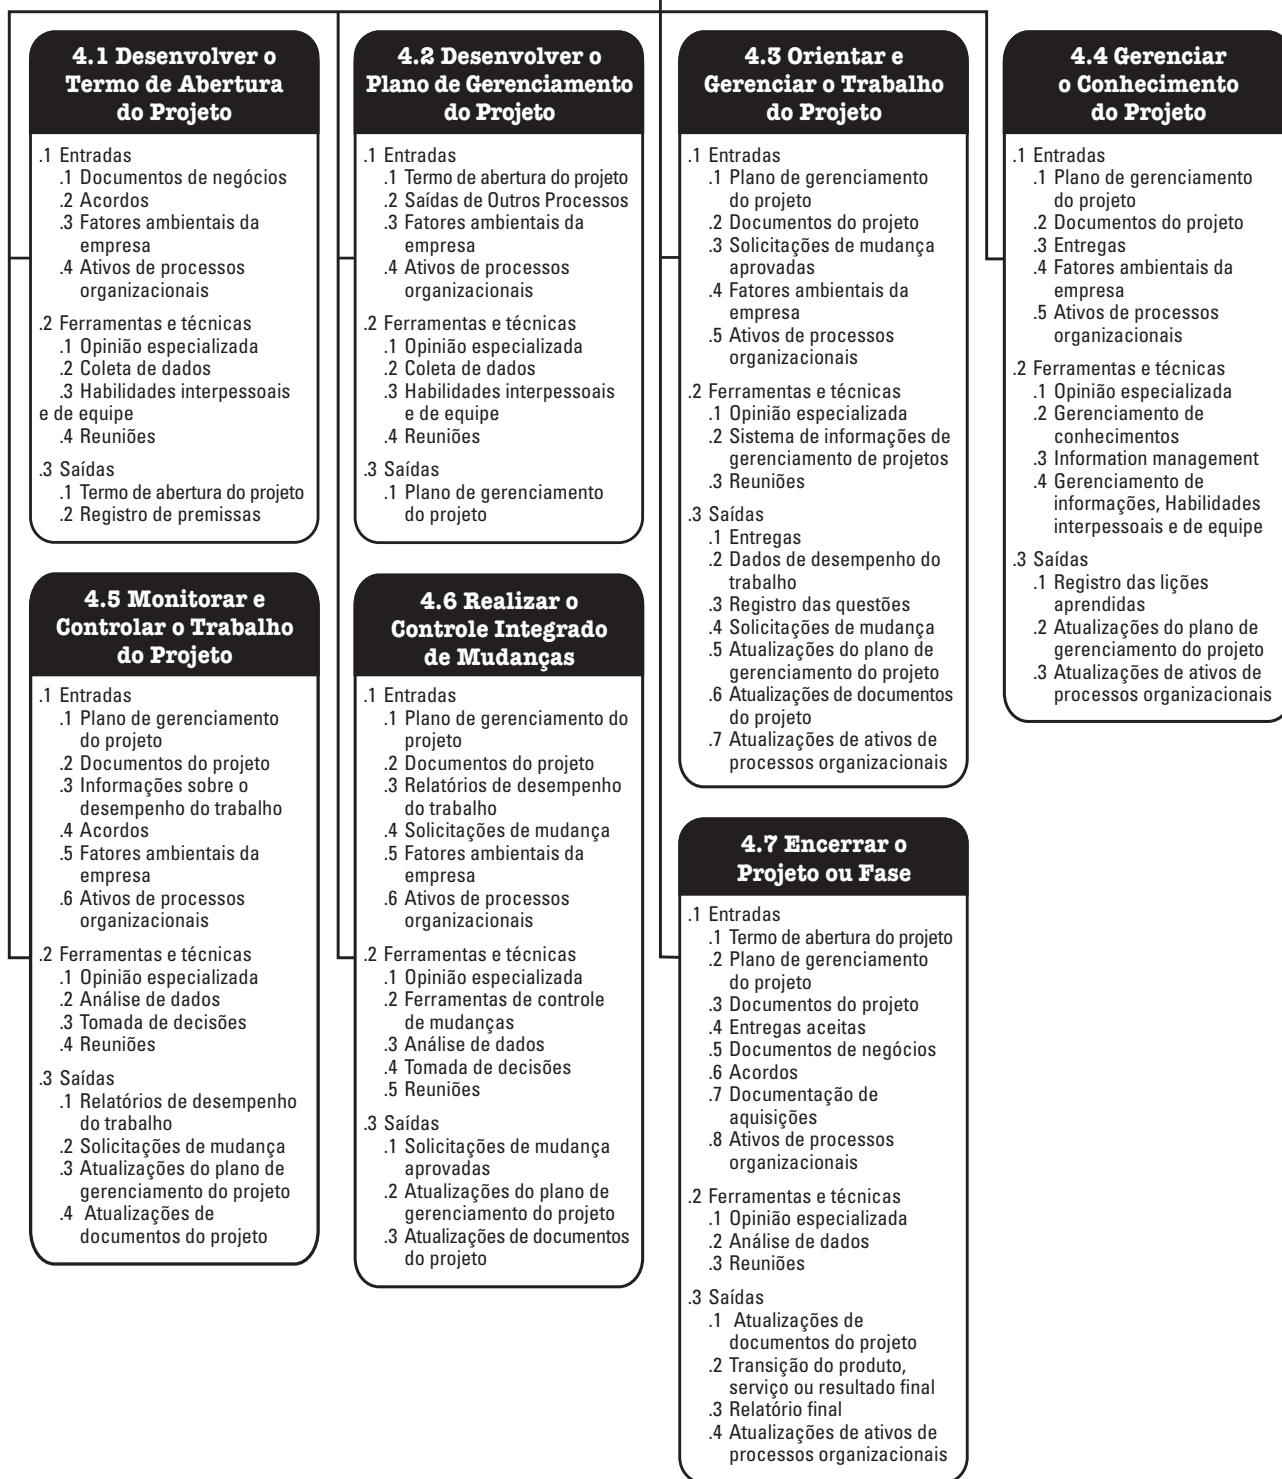 4.1 Desenvolver o
Termo de Abertura
do Projeto
.1 Entradas
.1 Documentos de negócios
.2 Acordos
.3 Fatores ambientais da
empresa
.4 Ativos de processos
organizacionais
.2 Ferramentas e técnicas
.1 Opinião especializada
.2 Coleta de dados
.3 Habilidades interpessoais
e de equipe
.4 Reuniões
.3 Saídas
.1 Termo de abertura do projeto
.2 Registro de premissas
4.2 Desenvolver o
Plano de Gerenciamento
do Projeto
.1 Entradas
.1 Termo de abertura do projeto
.2 Saídas de Outros Processos
.3 Fatores ambientais da
empresa
.4 Ativos de processos
organizacionais
.2 Ferramentas e técnicas
.1 Opinião especializada
.2 Coleta de dados
.3 Habilidades interpessoais
e de equipe
.4 Reuniões
.3 Saídas
.1 Plano de gerenciamento
do projeto
4.3 Orientar e
Gerenciar o Trabalho
do Projeto
.1 Entradas
.1 Plano de gerenciamento
do projeto
.2 Documentos do projeto
.3 Solicitações de mudança
aprovadas
.4 Fatores ambientais da
empresa
.5 Ativos de processos
organizacionais
.2 Ferramentas e técnicas
.1 Opinião especializada
.2 Sistema de informações de
gerenciamento de projetos
.3 Reuniões
.3 Saídas
.1 Entregas
.2 Dados de desempenho do
trabalho
.3 Registro das questões
.4 Solicitações de mudança
.5 Atualizações do plano de
gerenciamento do projeto
.6 Atualizações de documentos
do projeto
.7 Atualizações de ativos de
processos organizacionais
4.4 Gerenciar
o Conhecimento
do Projeto
.1 Entradas
.1 Plano de gerenciamento
do projeto
.2 Documentos do projeto
.3 Entregas
.4 Fatores ambientais da
empresa
.5 Ativos de processos
organizacionais
.2 Ferramentas e técnicas
.1 Opinião especializada
.2 Gerenciamento de
conhecimentos
.3 Information management
.4 Gerenciamento de
informações, Habilidades
interpessoais e de equipe
.3 Saídas
.1 Registro das lições
aprendidas
.2 Atualizações do plano de
gerenciamento do projeto
.3 Atualizações de ativos de
processos organizacionais
4.5 Monitorar e
Controlar o Trabalho
do Projeto
.1 Entradas
.1 Plano de gerenciamento
do projeto
.2 Documentos do projeto
.3 Informações sobre o
desempenho do trabalho
.4 Acordos
.5 Fatores ambientais da
empresa
.6 Ativos de processos
organizacionais
.2 Ferramentas e técnicas
.1 Opinião especializada
.2 Análise de dados
.3 Tomada de decisões
.4 Reuniões
.3 Saídas
.1 Relatórios de desempenho
do trabalho
.2 Solicitações de mudança
.3 Atualizações do plano de
gerenciamento do projeto
.4 Atualizações de
documentos do projeto
4.6 Realizar o
Controle Integrado
de Mudanças
.1 Entradas
.1 Plano de gerenciamento do
projeto
.2 Documentos do projeto
.3 Relatórios de desempenho
do trabalho
.4 Solicitações de mudança
.5 Fatores ambientais da
empresa
.6 Ativos de processos
organizacionais
.2 Ferramentas e técnicas
.1 Opinião especializada
.2 Ferramentas de controle
de mudanças
.3 Análise de dados
.4 Tomada de decisões
.5 Reuniões
.3 Saídas
.1 Solicitações de mudança
aprovadas
.2 Atualizações do plano de
gerenciamento do projeto
.3 Atualizações de documentos
do projeto
4.7 Encerrar o
Projeto ou Fase
.1 Entradas
.1 Termo de abertura do projeto
.2 Plano de gerenciamento
do projeto
.3 Documentos do projeto
.4 Entregas aceitas
.5 Documentos de negócios
.6 Acordos
.7 Documentação de
aquisições
.8 Ativos de processos
organizacionais
.2 Ferramentas e técnicas
.1 Opinião especializada
.2 Análise de dados
.3 Reuniões
.3 Saídas
.1 Atualizações de
documentos do projeto
.2 Transição do produto,
serviço ou resultado final
.3 Relatório final
.4 Atualizações de ativos de
processos organizacionais